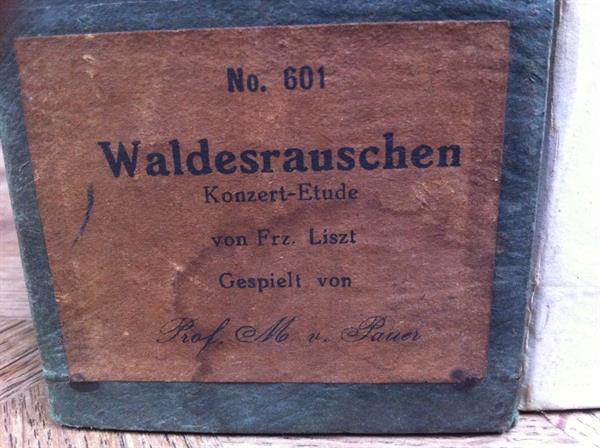 No. 601
Waldesrauschen
Konzert-Etude
von Frz. Liszt
Gespielt von
Prof. M. v. Pauer